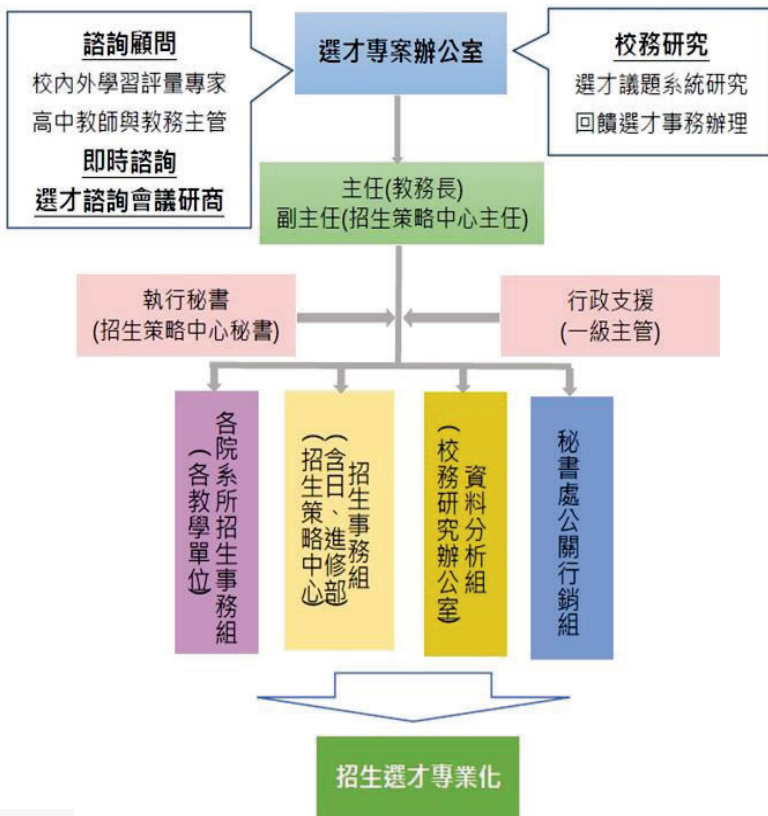 諮詢顧問
校內外學習評量專家
高中教師與教務主管
即時諮詢
選才諮詢會議研商
選才專案辦公室
校務研究
選才議題系統研究
回饋選才事務辦理
主任(教務長)
副主任(招生策略中心主任)
執行秘書
(招生策略中心秘書)
行政支援
(一級主管)
各院系所招生事務組
(各教學單位)
招生事務組
(含日、進修部)
(招生策略中心)
資料分析組
(校務研究辦公室)
秘書處公關行銷組
招生選才專業化